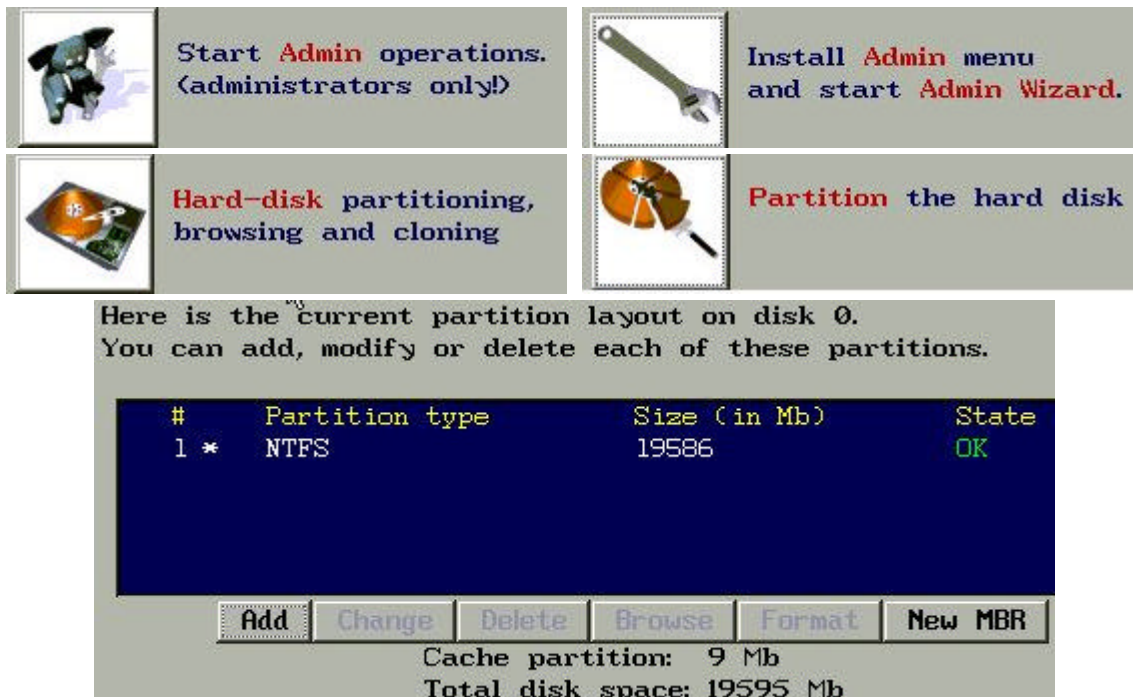 Start Admin operations.
(administrators only!)
Install Admin menu
and start Admin Wizard.
Hard-disk partitioning,
browsing and cloning
Partition the hard disk
Here is the current partition layout on disk 0.
You can add, modify or delete each of these partitions.
# Partition type Size (in Mb) State
1 * NTFS 19586 OK
Add Change Delete Browse Format New MBR
Cache partition: 9 Mb
Total disk space: 19595 Mb